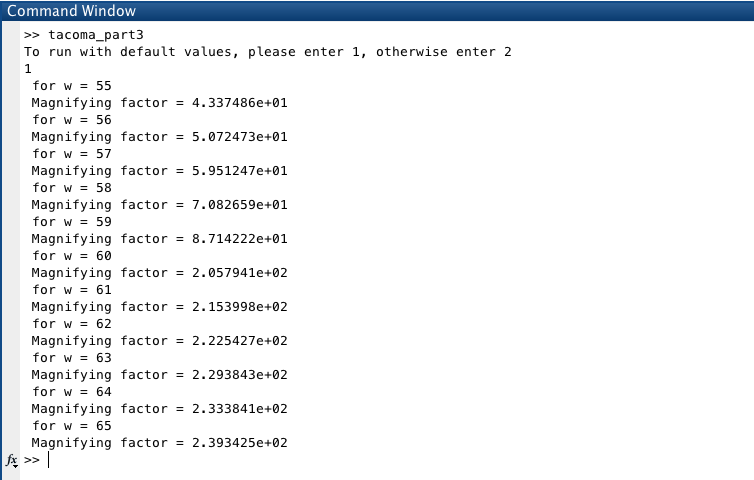 Command Window
>> tacoma_part3
To run with default values, please enter 1, otherwise enter 2
1
for w = 55
Magnifying factor = 4.337486e+01
for w = 56
Magnifying factor = 5.072473e+01
for w = 57
Magnifying factor = 5.951247e+01
for w = 58
Magnifying factor = 7.082659e+01
for w = 59
Magnifying factor = 8.714222e+01
for w = 60
Magnifying factor = 2.057941e+02
for w = 61
Magnifying factor = 2.153998e+02
for w = 62
Magnifying factor = 2.225427e+02
for w = 63
Magnifying factor = 2.293843e+02
for w = 64
Magnifying factor = 2.333841e+02
for w = 65
Magnifying factor = 2.393425e+02
fx >>